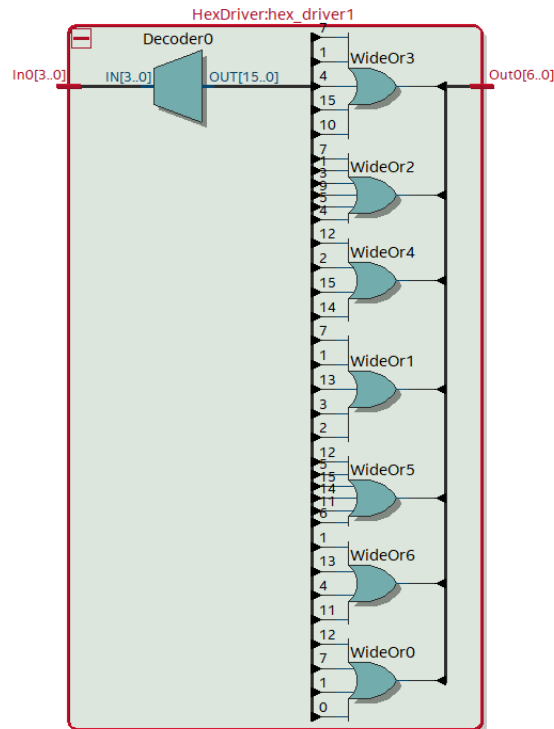 HexDriver:hex_driver1
Decoder0
In0[3..0]
IN[3..0]
OUT[15..0]
Out0[6..0]
7
1
WideOr3
4
15
10
7
1
3
WideOr2
9
5
4
12
WideOr4
2
15
14
7
1
WideOr1
13
3
2
12
5
WideOr5
15
14
11
6
1
WideOr6
13
4
11
12
WideOr0
7
1
0